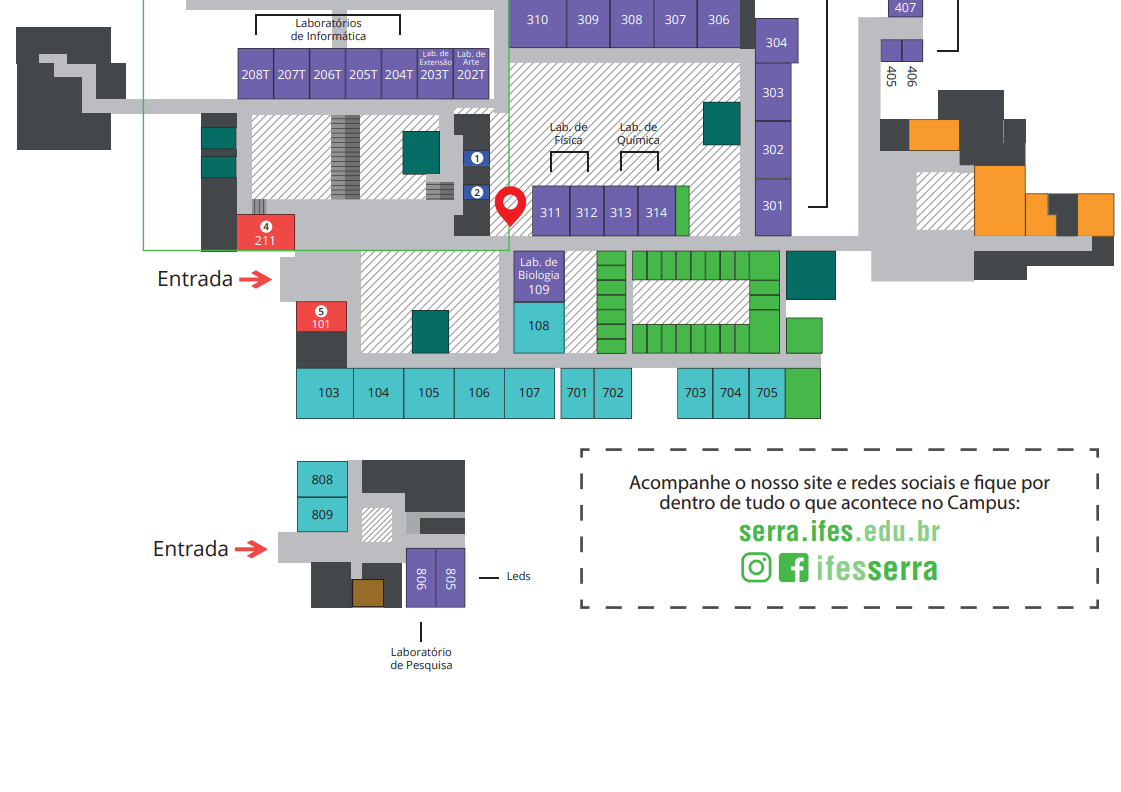 407
310 309 308 307 306
Laboratórios
de Informática
304
Lab. de
Extensão
Lab. de
Arte
208T 207T 206T 205T 204T 203T 202T
405
406
303
Lab. de
Física
Lab. de
Química
302
1
2
301
311 312 313 314
4
211
Entrada
Lab. de
Biologia
109
5
101
108
103 104 105 106 107 701 702 703 704 705
808
809
Entrada
806
805
Leds
Laboratório
de Pesquisa
Acompanhe o nosso site e redes sociais e fique por
dentro de tudo o que acontece no Campus:
serra.ifes.edu.br
ifesserra